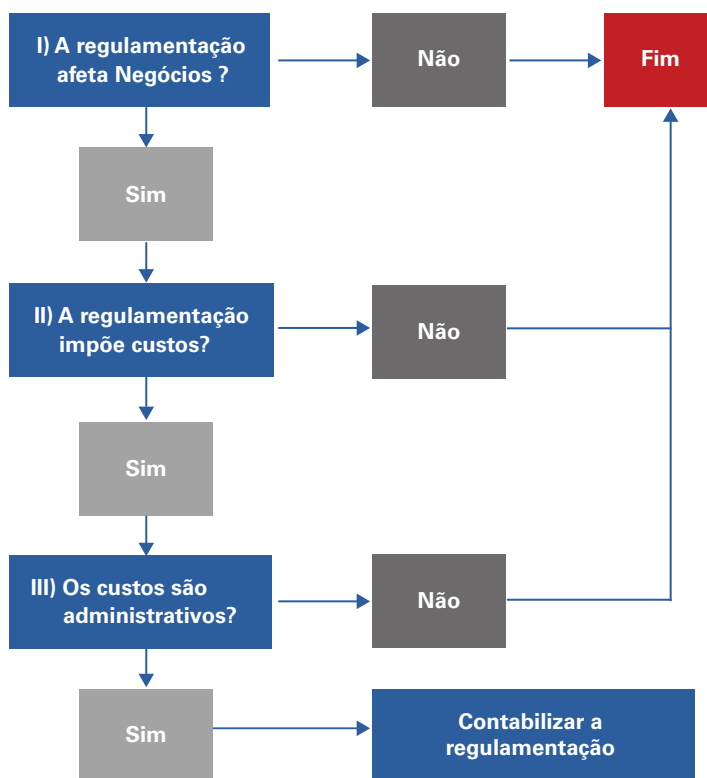 I) A regulamentação
afeta Negócios ?
Não
Fim
Sim
II) A regulamentação
impõe custos?
Não
Sim
III) Os custos são
administrativos?
Não
Sim
Contabilizar a
regulamentação